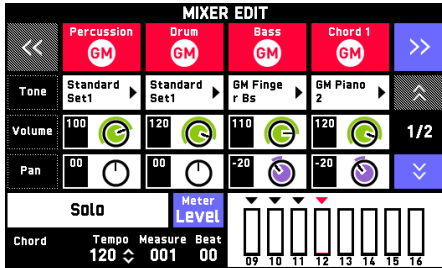 MIXER EDIT
<< Percussion Drum Bass Chord 1 >>
GM GM GM GM
Tone Standard Set1 Standard Set1 GM Finge r Bs GM Piano 2
Volume 100 120 110 120 1/2
Pan 00 00 -20 -20
Solo Meter Level
Chord Tempo Measure Beat
120 001 00
09 10 11 12 13 14 15 16